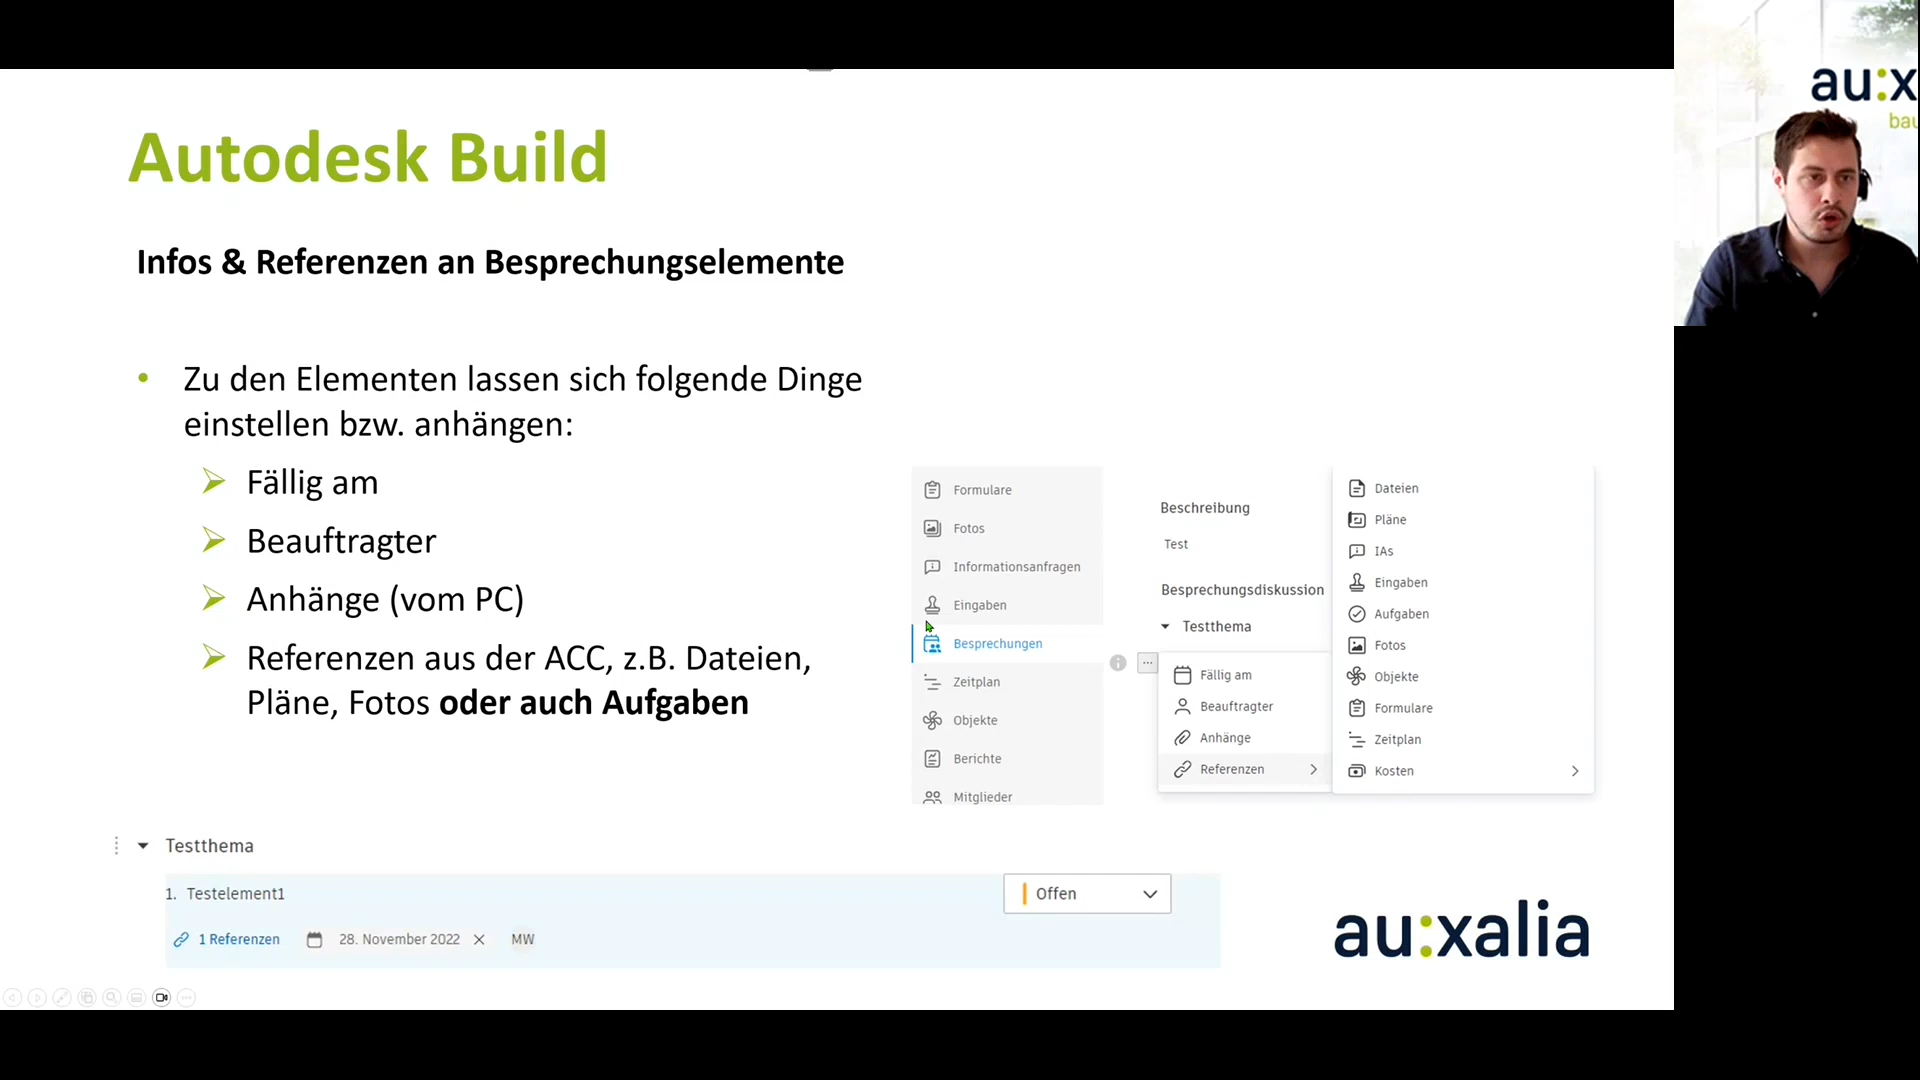 au:x
bau
Autodesk Build
Infos & Referenzen an Besprechungselemente
• Zu den Elementen lassen sich folgende Dinge
einstellen bzw. anhängen:
Fällig am
Beauftragter
Anhänge (vom PC)
Referenzen aus der ACC, z.B. Dateien,
Pläne, Fotos oder auch Aufgaben
Formulare
Fotos
Informationsanfragen
Eingaben
Besprechungen
Zeitplan
Objekte
Berichte
Mitglieder
Beschreibung
Test
Besprechungsdiskussion
Testthema
Fällig am
Beauftragter
Anhänge
Referenzen
Dateien
Pläne
IAs
Eingaben
Aufgaben
Fotos
Objekte
Formulare
Zeitplan
Kosten
Testthema
1. Testelement1
Offen
1 Referenzen 28. November 2022 MW
au:xalia